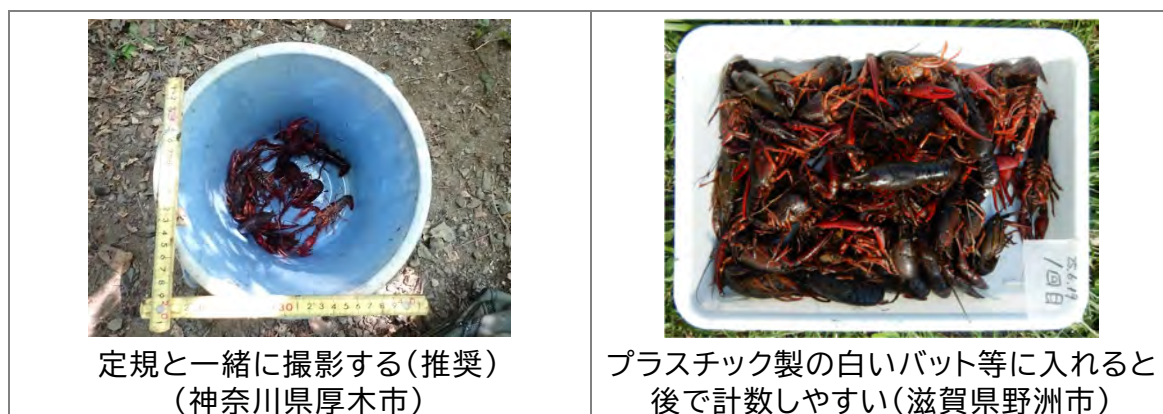 定規と一緒に撮影する(推奨)
(神奈川県厚木市)
プラスチック製の白いバット等に入れると
後で計数しやすい(滋賀県野洲市)
1回目